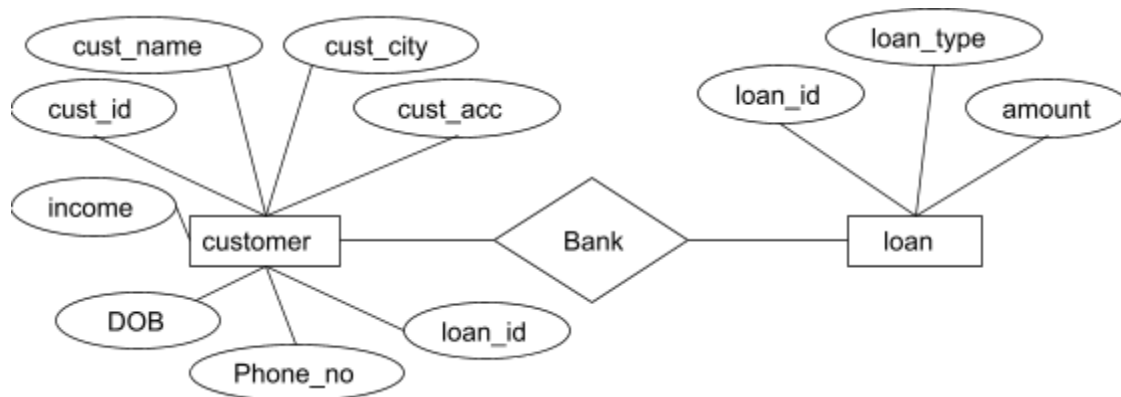 cust_name
cust_city
loan_type
cust_id
cust_acc
loan_id
amount
income
customer
Bank
loan
DOB
loan_id
Phone_no